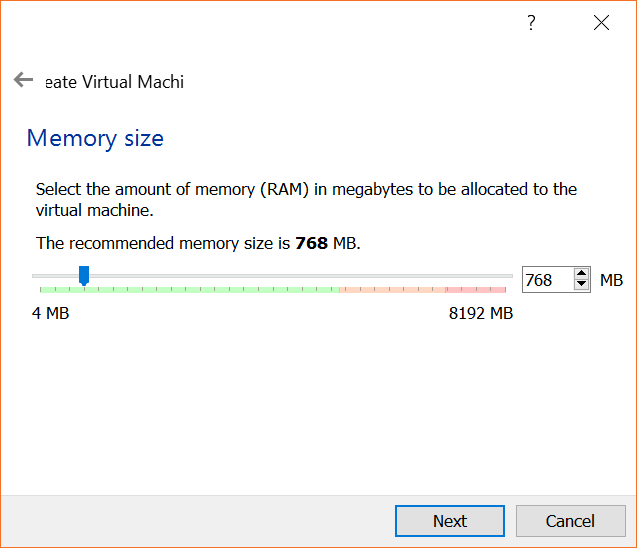 ?
eate Virtual Machi
Memory size
Select the amount of memory (RAM) in megabytes to be allocated to the
virtual machine.
The recommended memory size is 768 MB.
768 MB
4 MB 8192 MB
Next Cancel